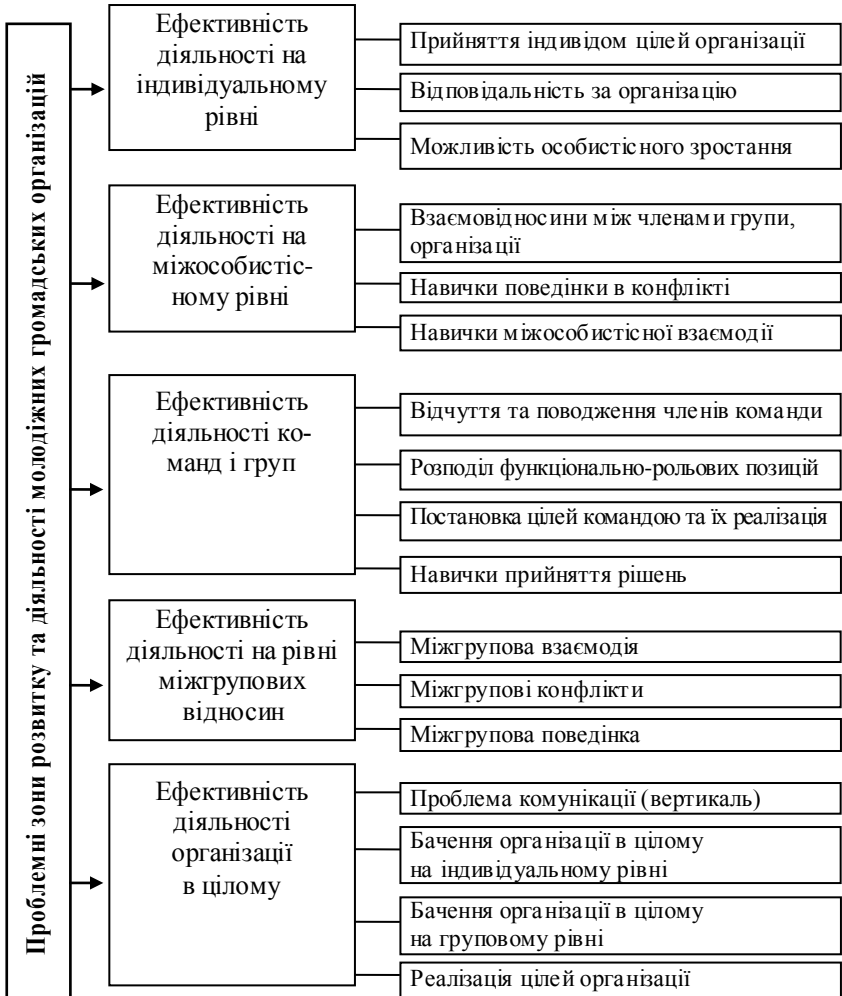 Проблемні зони розвитку та діяльності молодіжних громадських організацій
Ефективність
діяльності на
індивідуальному
рівні
Прийняття індивідом цілей організації
Відповідальність за організацію
Можливість особистісного зростання
Ефективність
діяльності на
міжособистіс-
ному рівні
Взаємовідносини між членами групи,
організації
Навички поведінки в конфлікті
Навички міжособистісної взаємодії
Ефективність
діяльності ко-
манд і груп
Відчуття та поводження членів команди
Розподіл функціонально-рольових позицій
Постановка цілей командою та їх реалізація
Навички прийняття рішень
Ефективність
діяльності на рівні
міжгрупових
відносин
Міжгрупова взаємодія
Міжгрупові конфлікти
Міжгрупова поведінка
Ефективність
діяльності
організації
в цілому
Проблема комунікації (вертикаль)
Бачення організації в цілому
на індивідуальному рівні
Бачення організації в цілому
на груповому рівні
Реалізація цілей організації